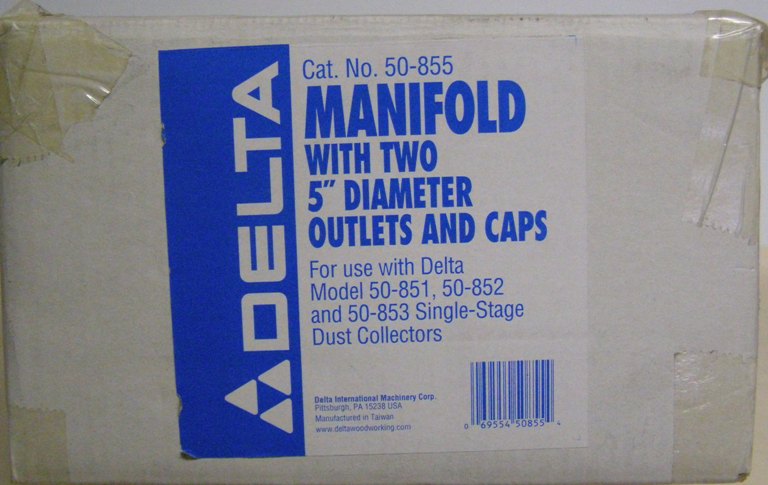 DELTA
Cat. No. 50-855
MANIFOLD
WITH TWO
5" DIAMETER
OUTLETS AND CAPS
For use with Delta
Model 50-851, 50-852
and 50-853 Single-Stage
Dust Collectors
Delta International Machinery Corp.
Pittsburgh, PA 15238 USA
Manufactured in Taiwan
www.deltawoodworking.com
0 69554 50855 4